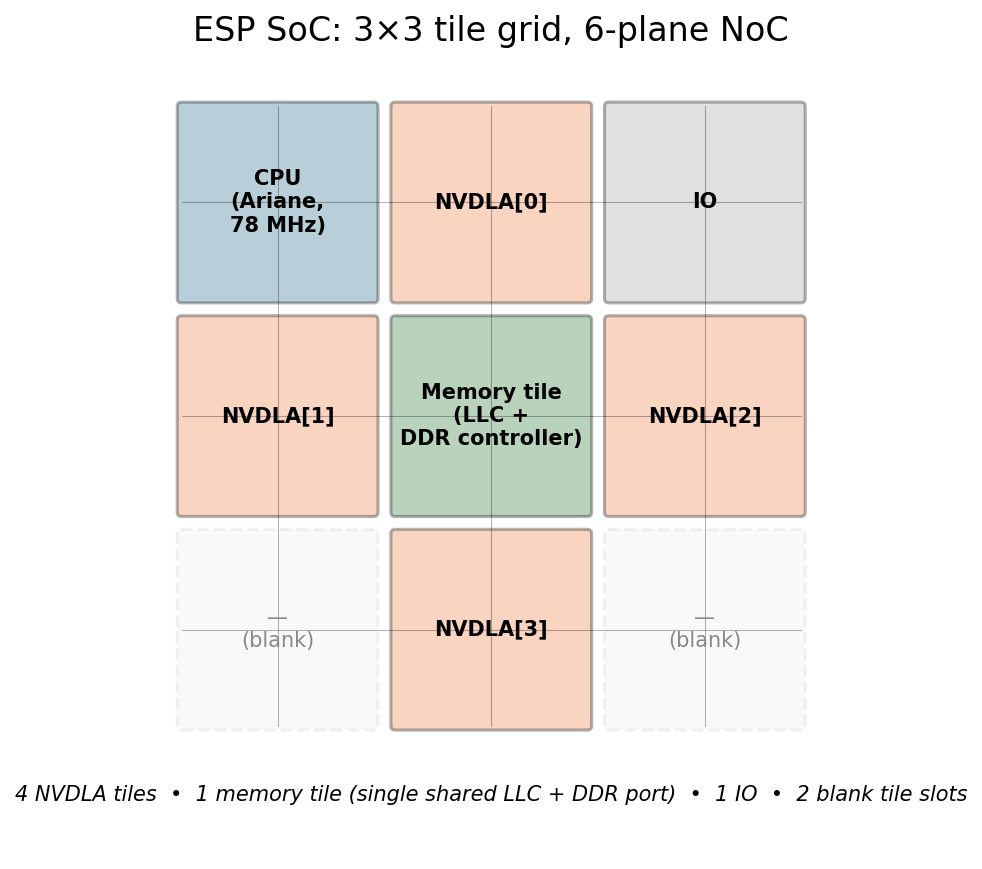 ESP SoC: 3×3 tile grid, 6-plane NoC
CPU
(Ariane,
78 MHz)
NVDLA[0]
IO
NVDLA[1]
Memory tile
(LLC +
DDR controller)
NVDLA[2]
—
(blank)
NVDLA[3]
—
(blank)
4 NVDLA tiles • 1 memory tile (single shared LLC + DDR port) • 1 IO • 2 blank tile slots